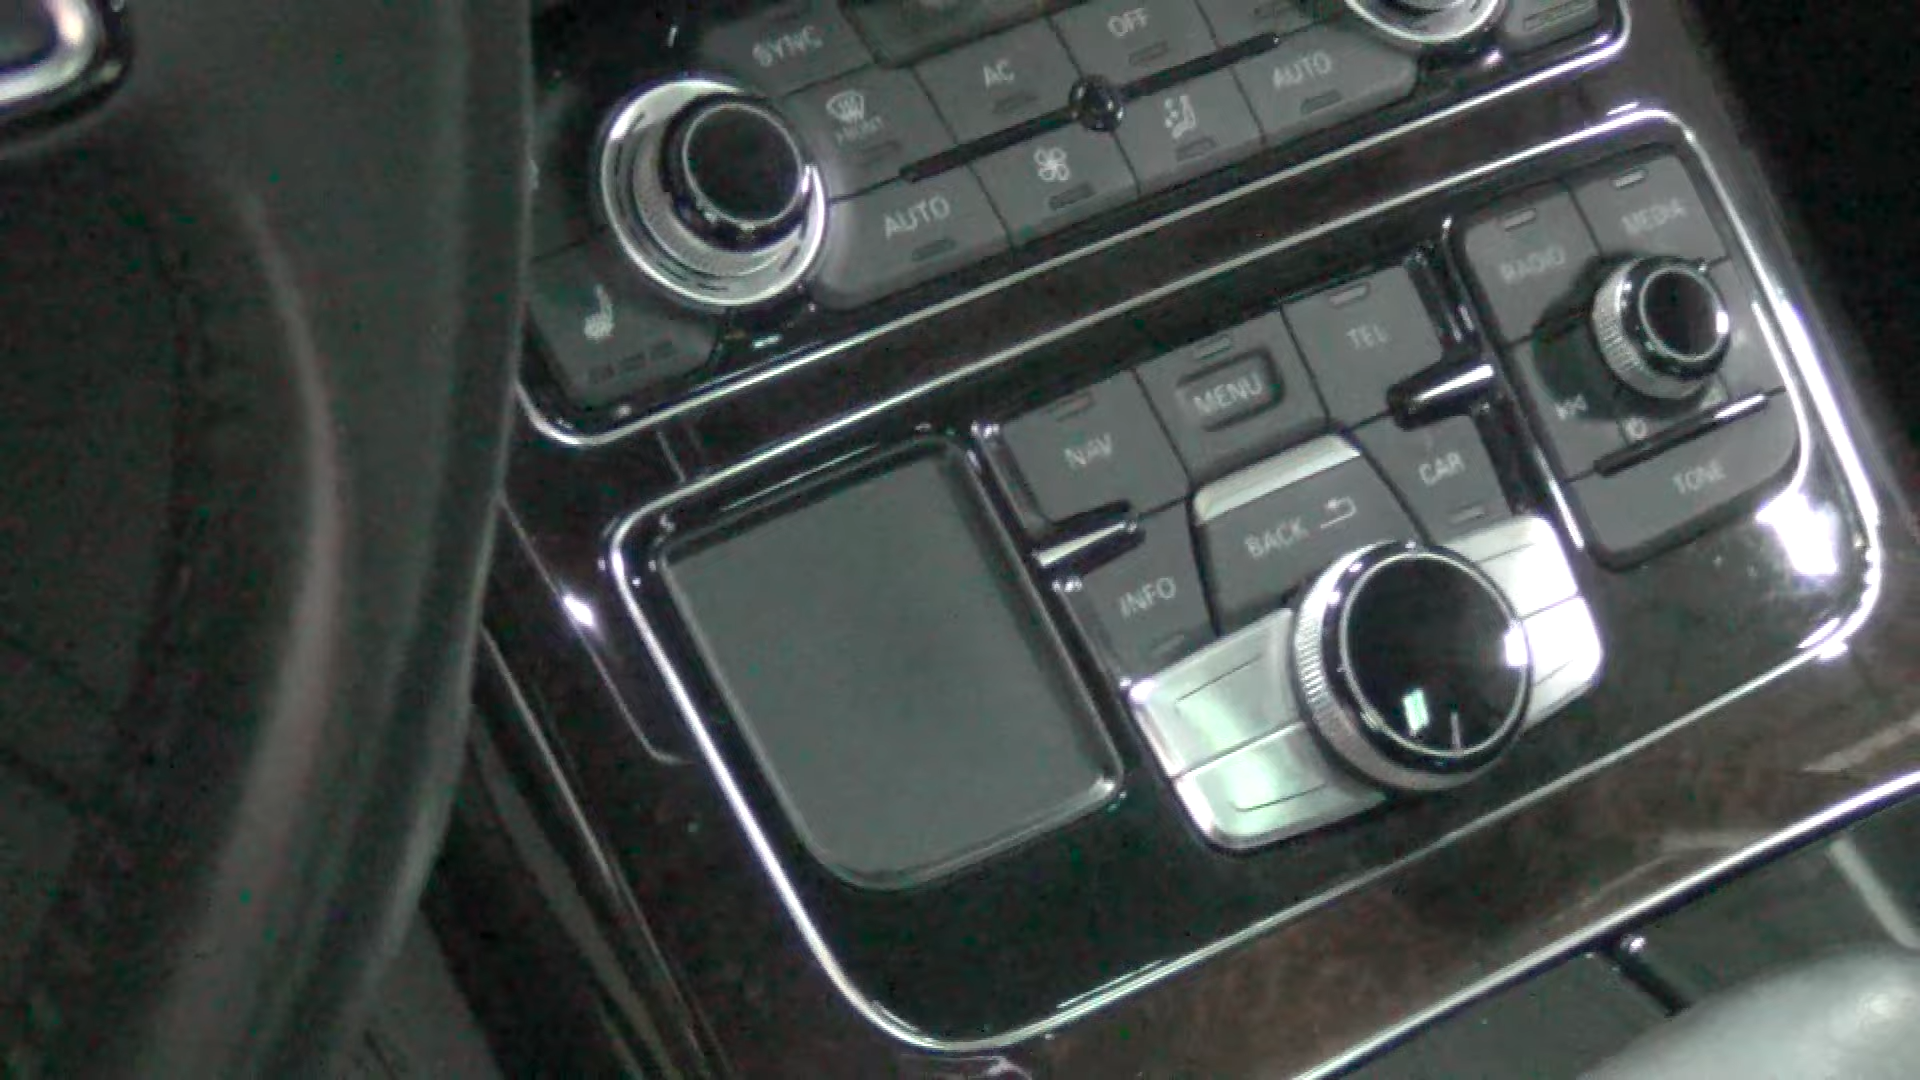 SYNC
OFF
AC
AUTO
FRONT
AUTO
MEDIA
RADIO
TEL
MENU
NAV
CAR
TONE
BACK
INFO